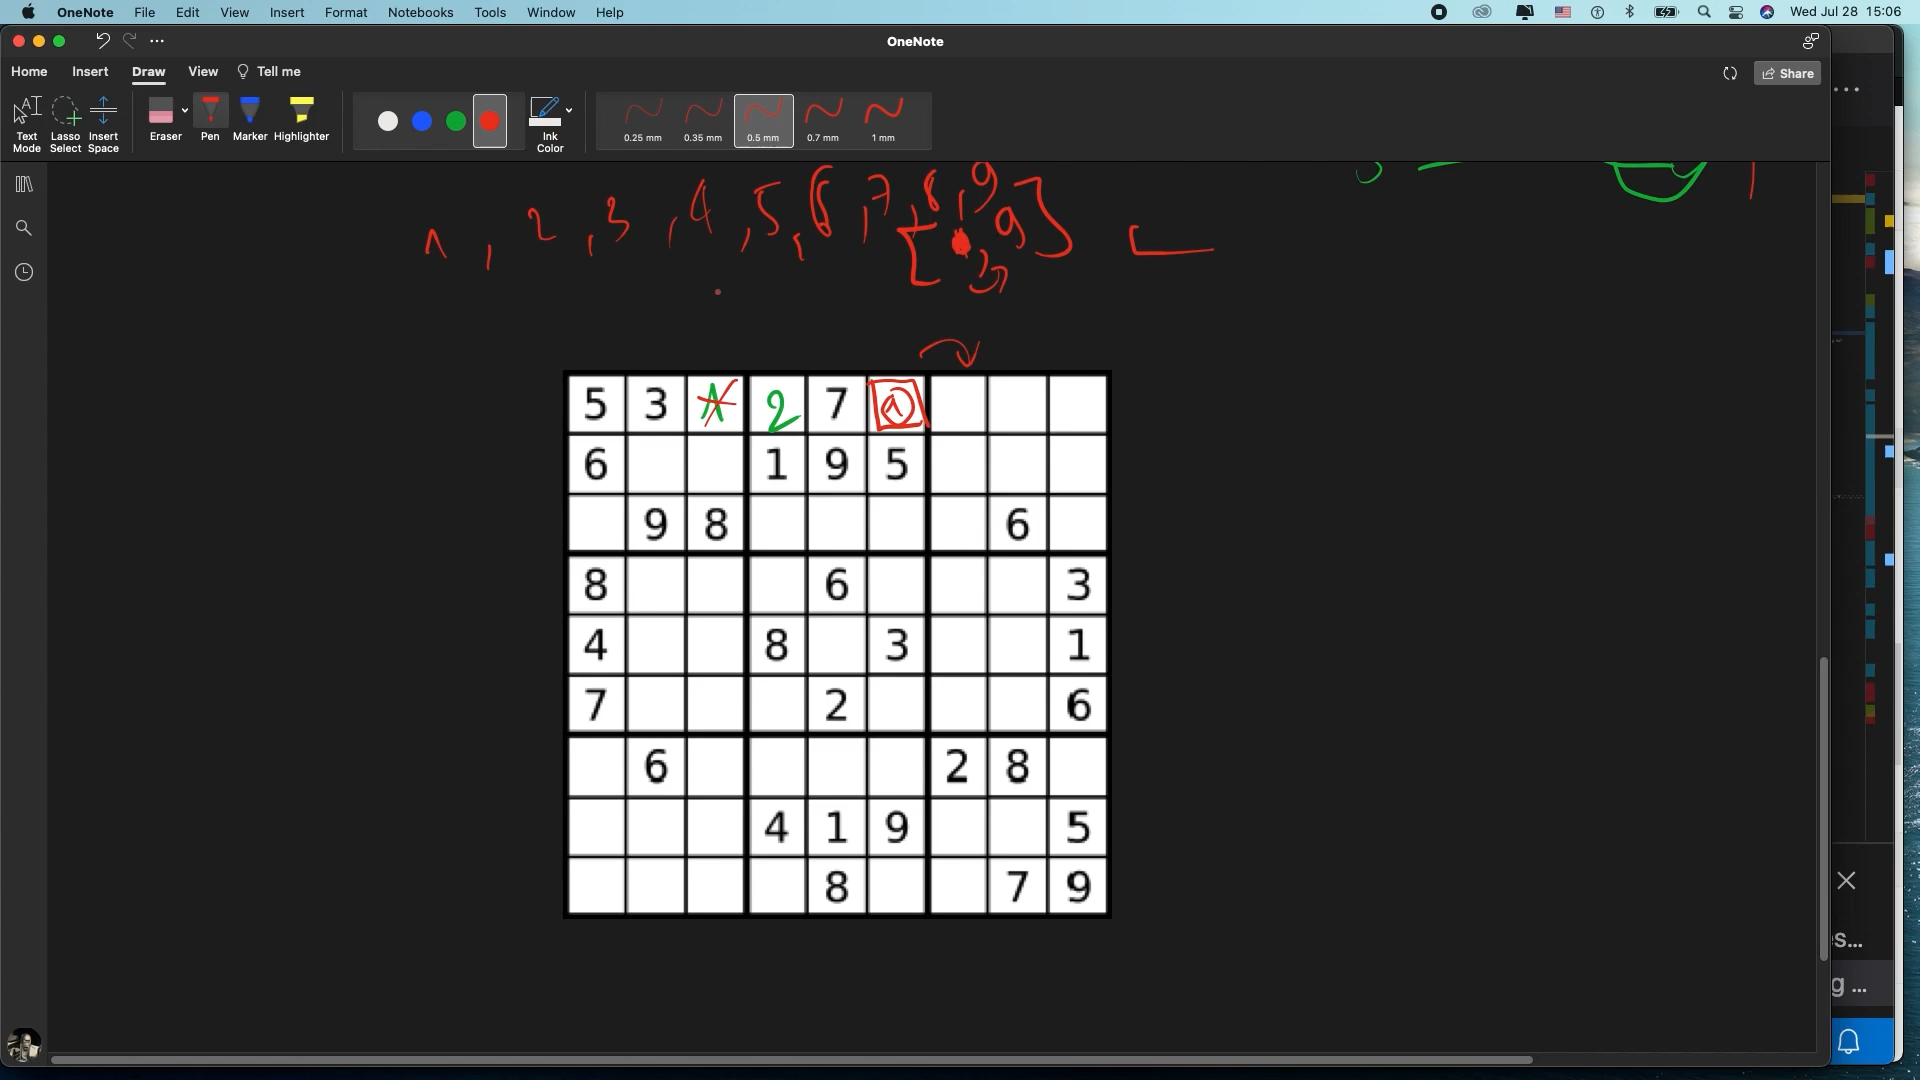 OneNote File Edit View Insert Format Notebooks Tools Window Help Wed Jul 28 15:06
OneNote
Home Insert Draw View Tell me Share
Text Mode Lasso Select Insert Space Eraser Pen Marker Highlighter Ink Color 0.25 mm 0.35 mm 0.5 mm 0.7 mm 1 mm
1, 2, 3, 4, 5, 6, 7, 8, 9
5 3 1 2 7
6 1 9 5
9 8 6
8 6 3
4 8 3 1
7 2 6
6 2 8
4 1 9 5
8 7 9
s...
g ...